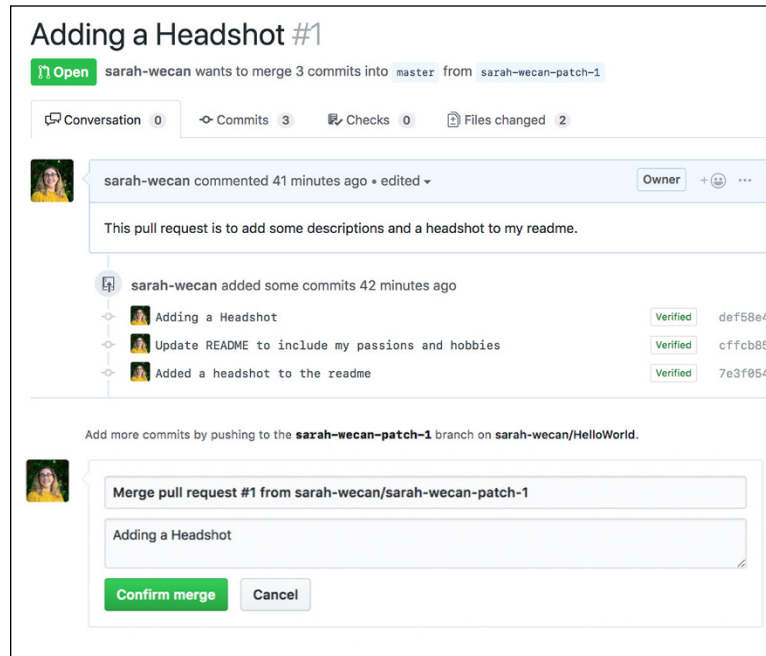 Adding a Headshot #1
Open sarah-wecan wants to merge 3 commits into master from sarah-wecan-patch-1
Conversation 0 Commits 3 Checks 0 Files changed 2
sarah-wecan commented 41 minutes ago • edited Owner
This pull request is to add some descriptions and a headshot to my readme.
sarah-wecan added some commits 42 minutes ago
Adding a Headshot Verified def58e4
Update README to include my passions and hobbies Verified cffcb85
Added a headshot to the readme Verified 7e3f054
Add more commits by pushing to the sarah-wecan-patch-1 branch on sarah-wecan/HelloWorld.
Merge pull request #1 from sarah-wecan/sarah-wecan-patch-1
Adding a Headshot
Confirm merge Cancel